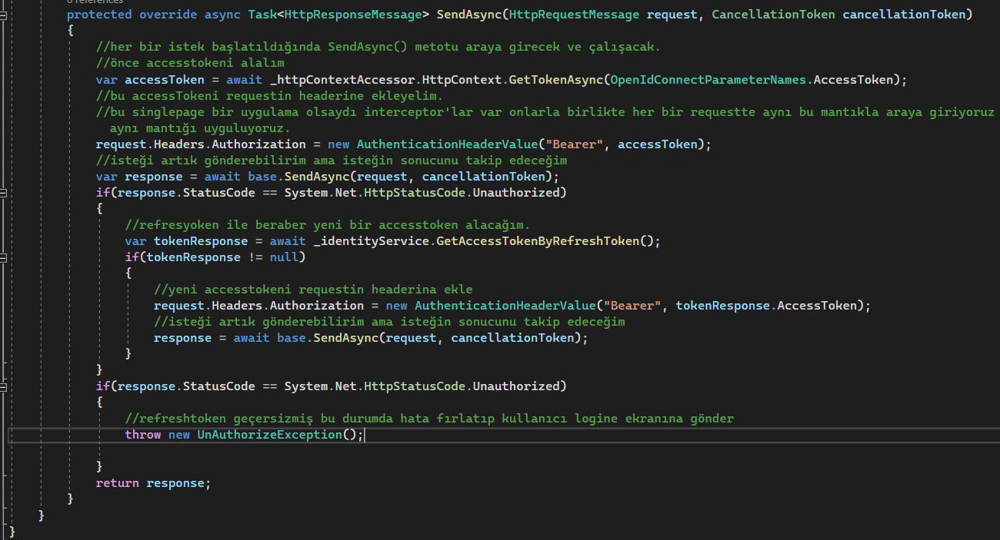 0 references
protected override async Task<HttpResponseMessage> SendAsync(HttpRequestMessage request, CancellationToken cancellationToken)
{
//her bir istek başlatıldığında SendAsync() metotu araya girecek ve çalışacak.
//önce accesstokeni alalım
var accessToken = await _httpContextAccessor.HttpContext.GetTokenAsync(OpenIdConnectParameterNames.AccessToken);
//bu accessTokeni requestin headerine ekleyelim.
//bu singlepage bir uygulama olsaydı interceptor'lar var onlarla birlikte her bir requestte aynı bu mantıkla araya giriyoruz
aynı mantığı uyguluyoruz.
request.Headers.Authorization = new AuthenticationHeaderValue("Bearer", accessToken);
//isteği artık gönderebilirim ama isteğin sonucunu takip edeceğim
var response = await base.SendAsync(request, cancellationToken);
if(response.StatusCode == System.Net.HttpStatusCode.Unauthorized)
{
//refresyoken ile beraber yeni bir accesstoken alacağım.
var tokenResponse = await _identityService.GetAccessTokenByRefreshToken();
if(tokenResponse != null)
{
//yeni accesstokeni requestin headerina ekle
request.Headers.Authorization = new AuthenticationHeaderValue("Bearer", tokenResponse.AccessToken);
//isteği artık gönderebilirim ama isteğin sonucunu takip edeceğim
response = await base.SendAsync(request, cancellationToken);
}
}
if(response.StatusCode == System.Net.HttpStatusCode.Unauthorized)
{
//refreshtoken geçersizmiş bu durumda hata fırlatıp kullanıcı logine ekranına gönder
throw new UnAuthorizeException();
}
return response;
}
}
}